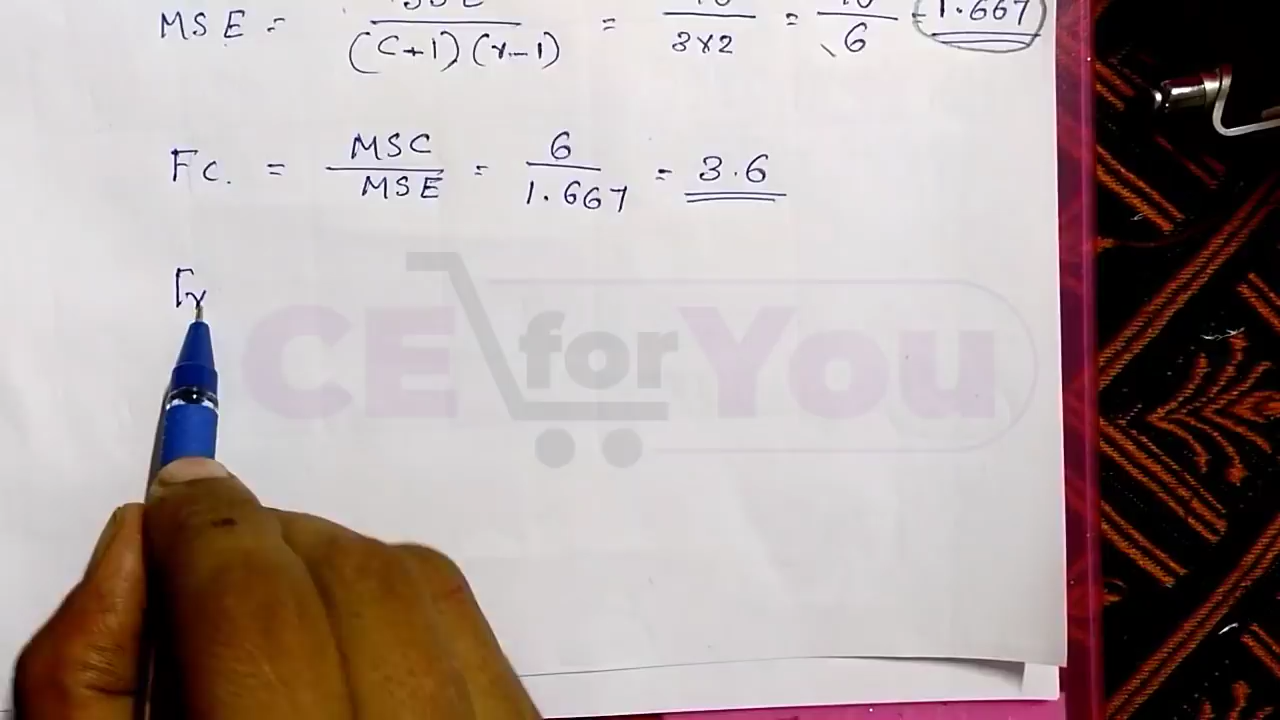 MSE = (C+1)(r-1) = 3x2 = 6 = 1.667
Fc. = MSC / MSE = 6 / 1.667 = 3.6
Fr
CE for You